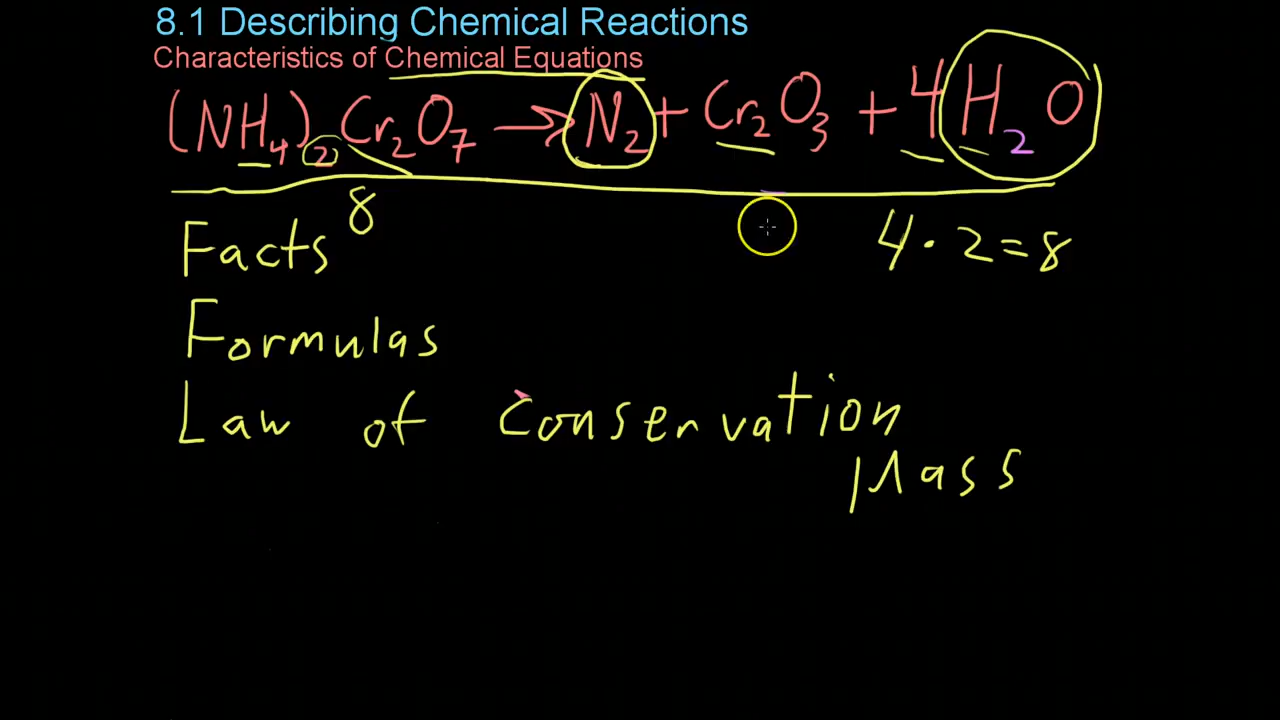 8.1 Describing Chemical Reactions
Characteristics of Chemical Equations
(NH₄)₂Cr₂O₇ → N₂ + Cr₂O₃ + 4H₂O
8
Facts 4 · 2 = 8
Formulas
Law of Conservation
Mass